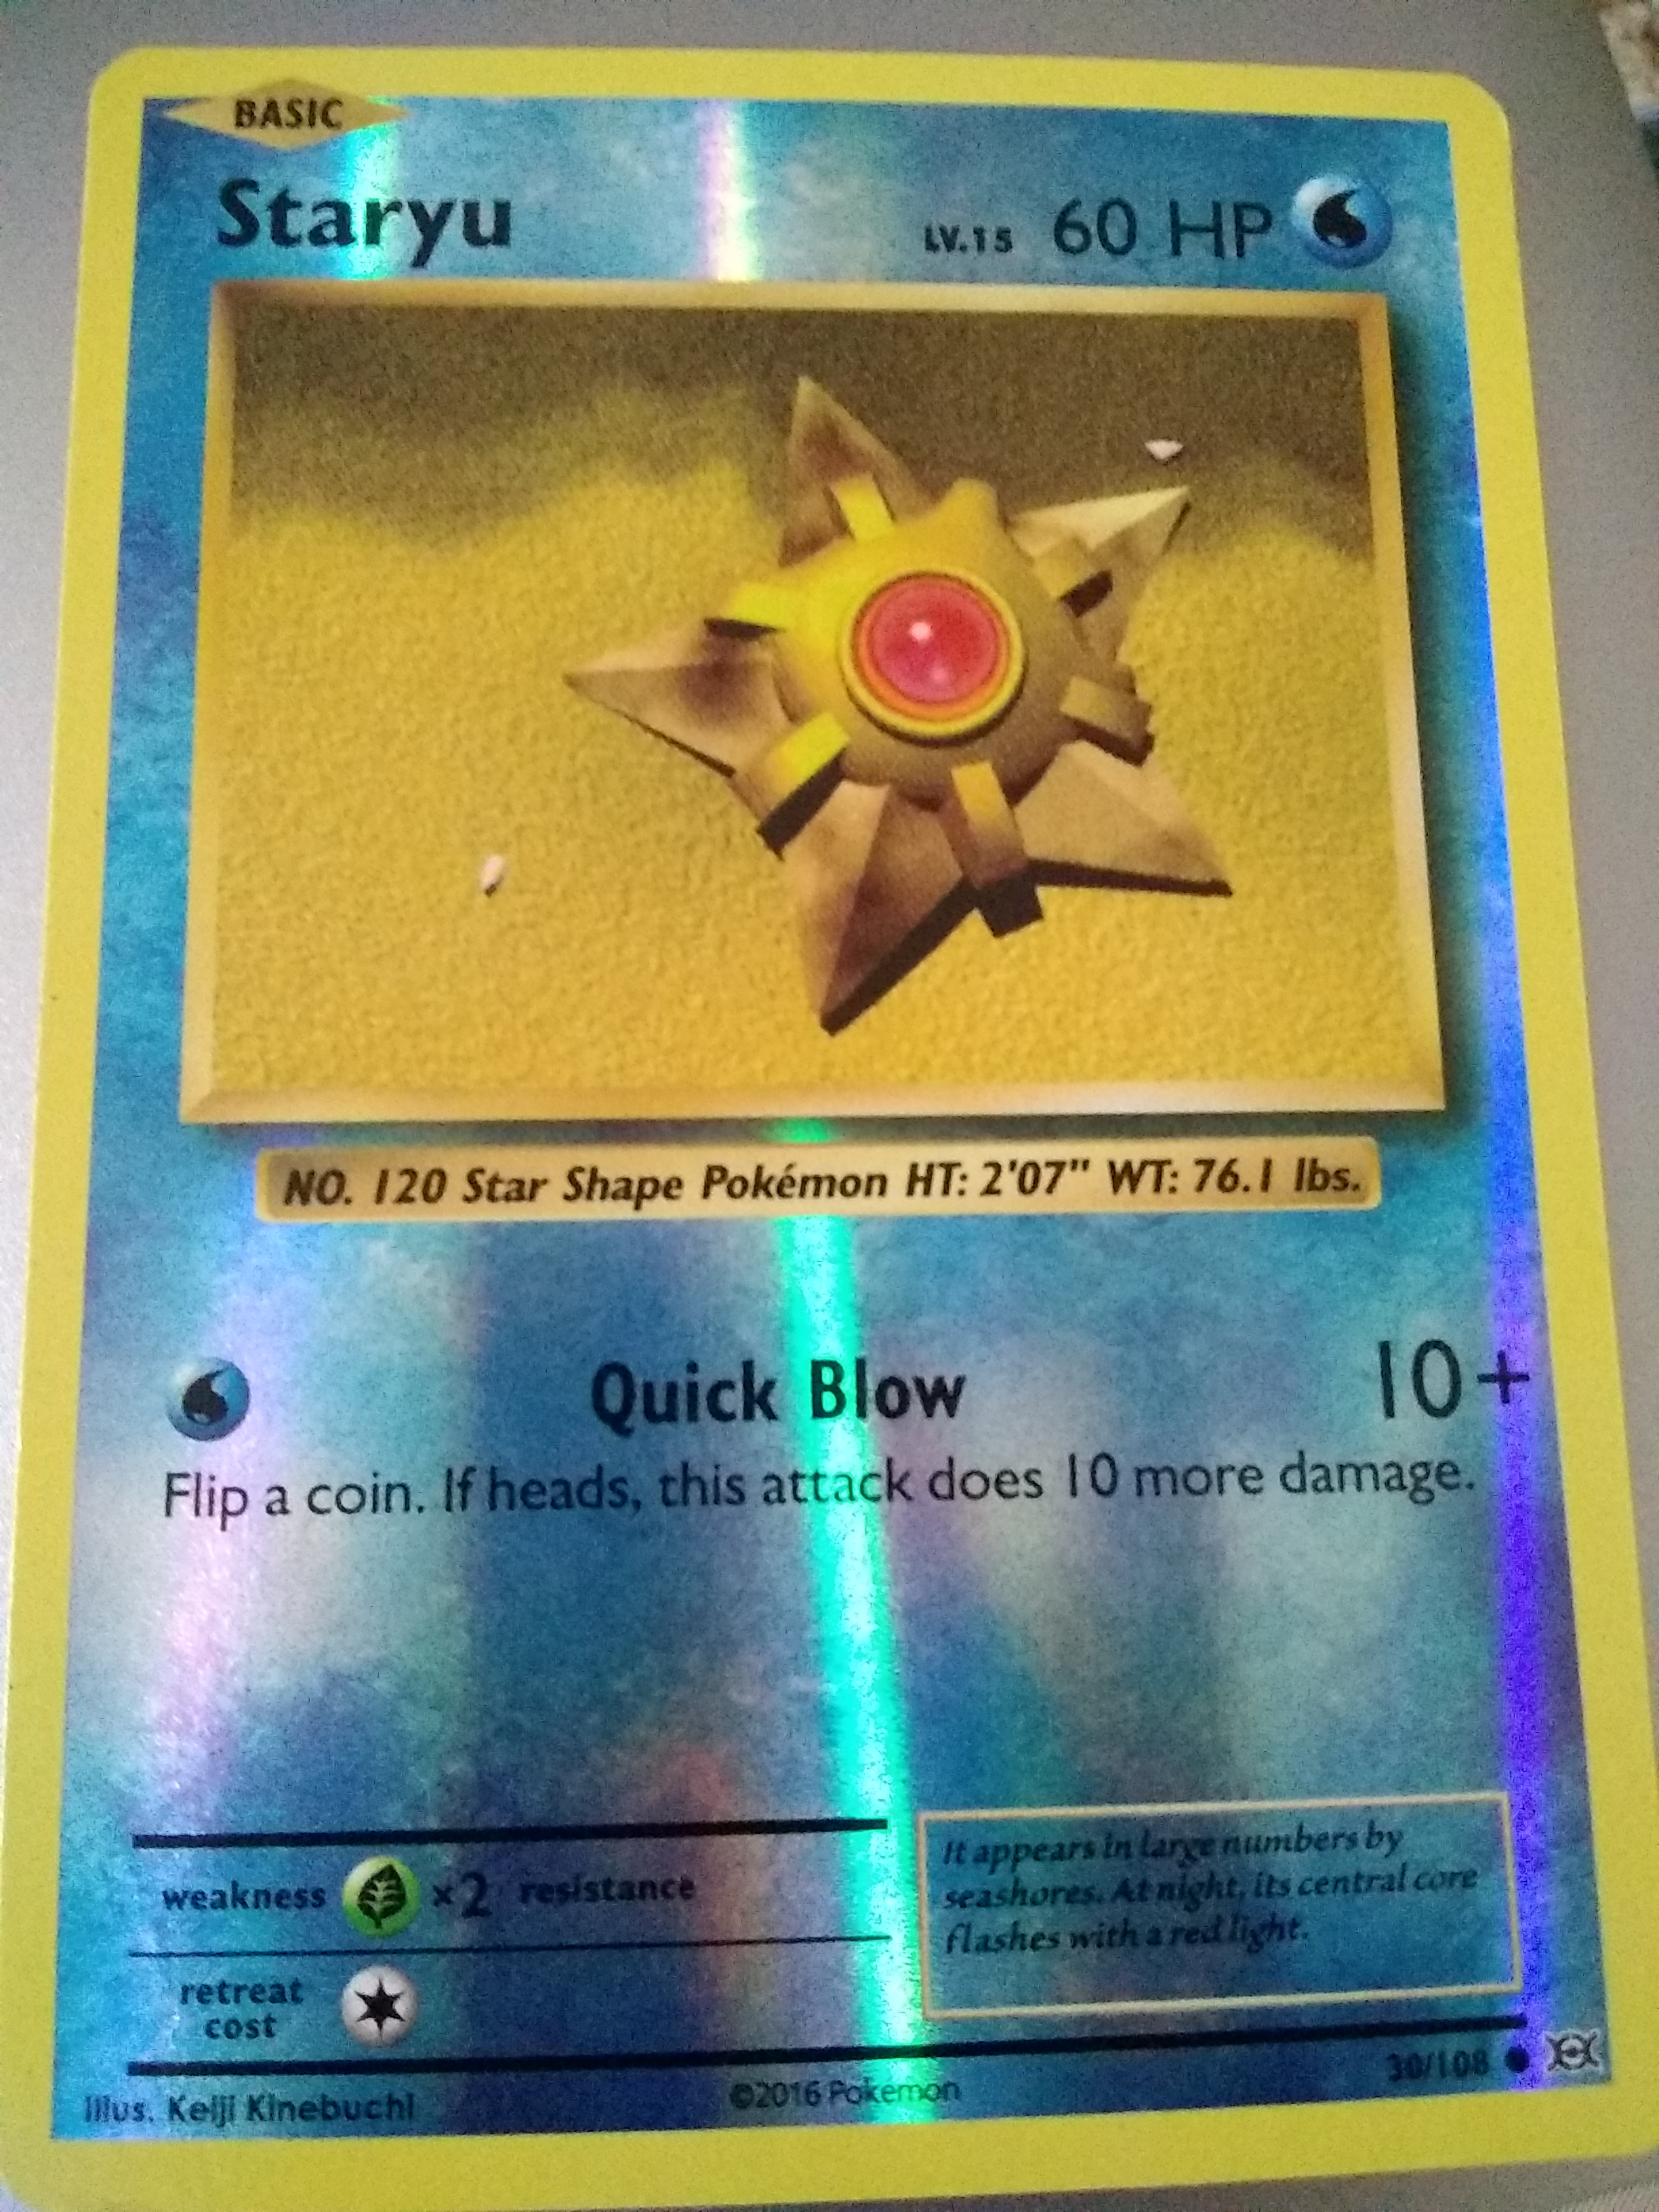 BASIC
Staryu LV.15 60 HP
NO. 120 Star Shape Pokémon HT: 2'07" WT: 76.1 lbs.
Quick Blow 10+
Flip a coin. If heads, this attack does 10 more damage.
weakness x2 resistance
retreat
cost
It appears in large numbers by
seashores. At night, its central core
flashes with a red light.
30/108
Illus. Keiji Kinebuchi ©2016 Pokemon